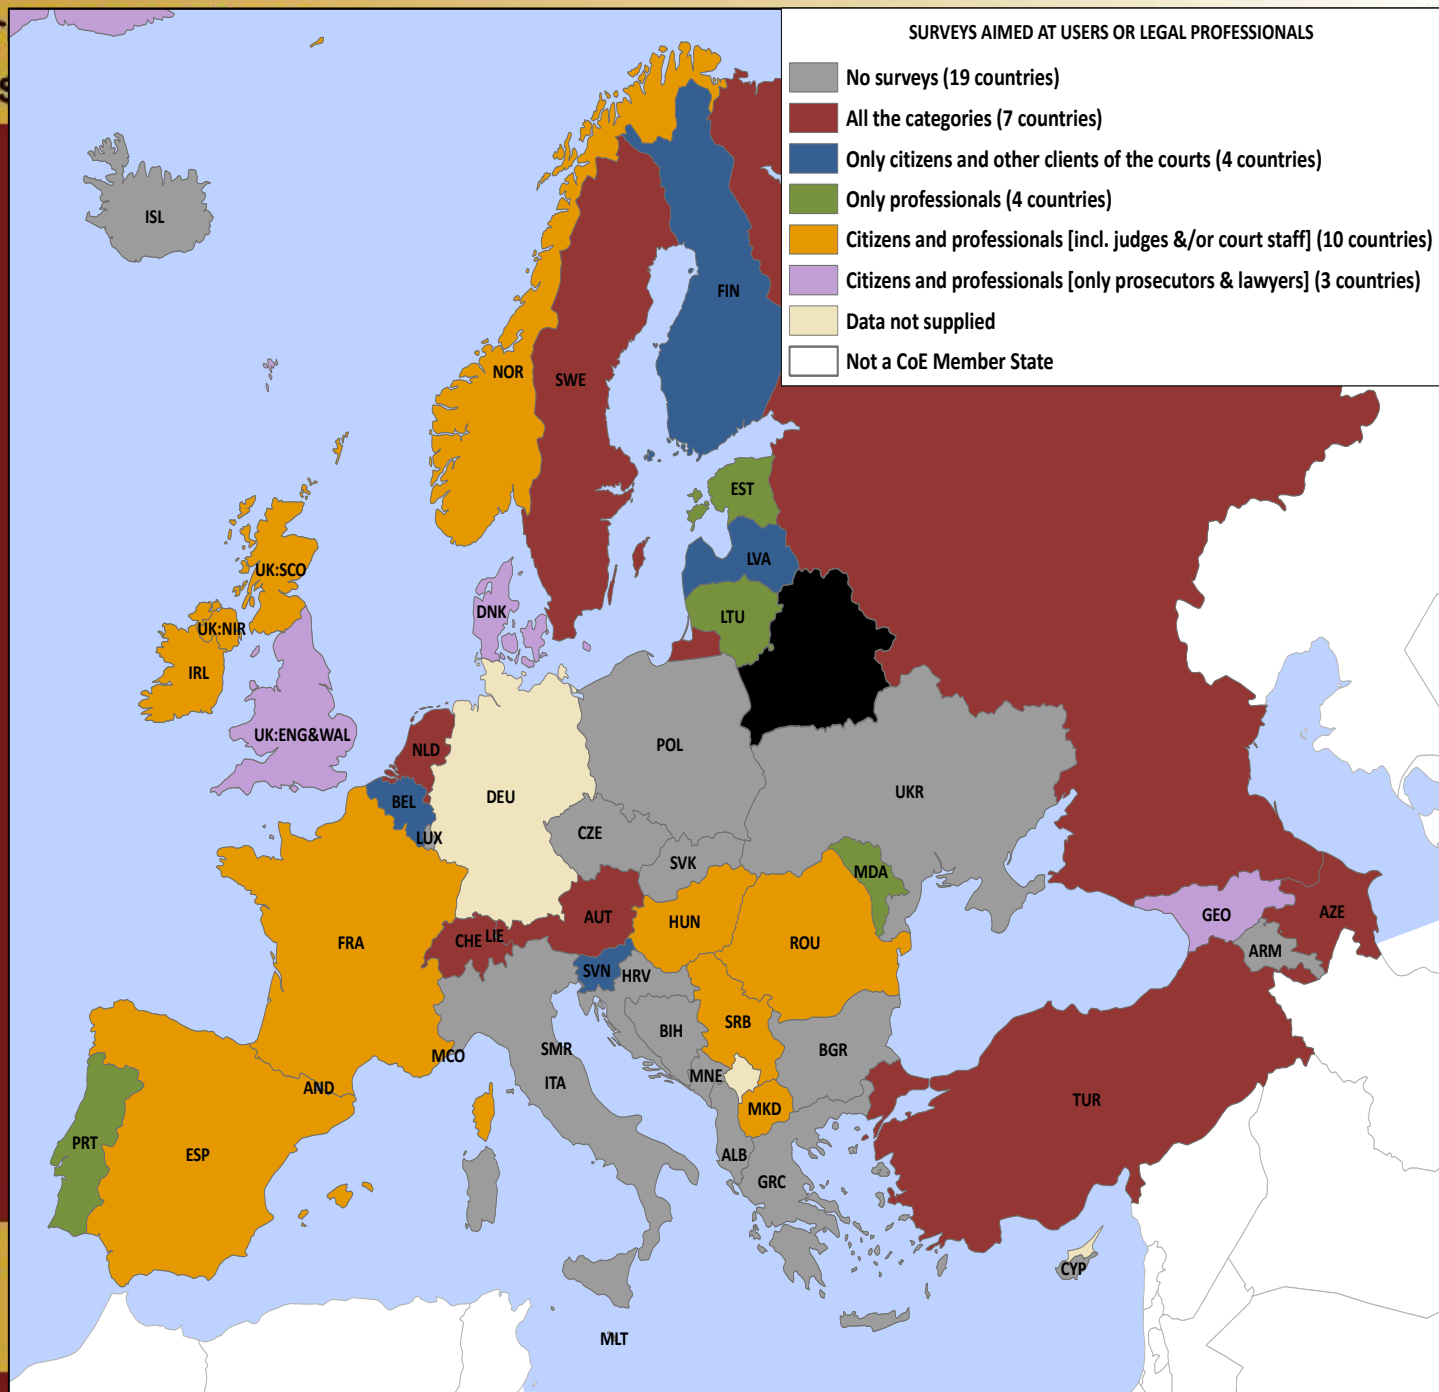 SURVEYS AIMED AT USERS OR LEGAL PROFESSIONALS
No surveys (19 countries)
All the categories (7 countries)
Only citizens and other clients of the courts (4 countries)
Only professionals (4 countries)
Citizens and professionals [incl. judges &/or court staff] (10 countries)
Citizens and professionals [only prosecutors & lawyers] (3 countries)
Data not supplied
Not a CoE Member State
ISL
FIN
NOR
SWE
EST
LVA
UK:SCO
DNK
LTU
UK:NIR
IRL
UK:ENG&WAL
POL
NLD
UKR
DEU
BEL
CZE
LUX
SVK
MDA
AUT
AZE
GEO
HUN
CHE
LIE
FRA
ROU
ARM
SVN
HRV
SRB
BIH
SMR
BGR
MCO
MNE
ITA
AND
TUR
MKD
PRT
ESP
ALB
GRC
CYP
MLT